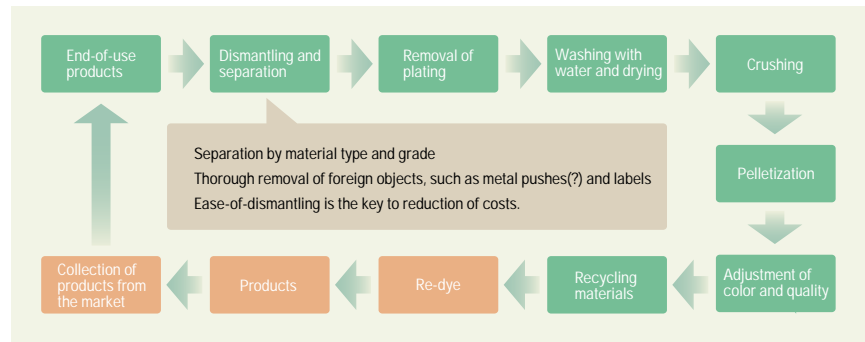 End-of-use
products
Dismantling and
separation
Removal of
plating
Washing with
water and drying
Crushing
Separation by material type and grade
Thorough removal of foreign objects, such as metal pushes(?) and labels
Ease-of-dismantling is the key to reduction of costs.
Pelletization
Adjustment of
color and quality
Recycling
materials
Re-dye
Products
Collection of
products from
the market